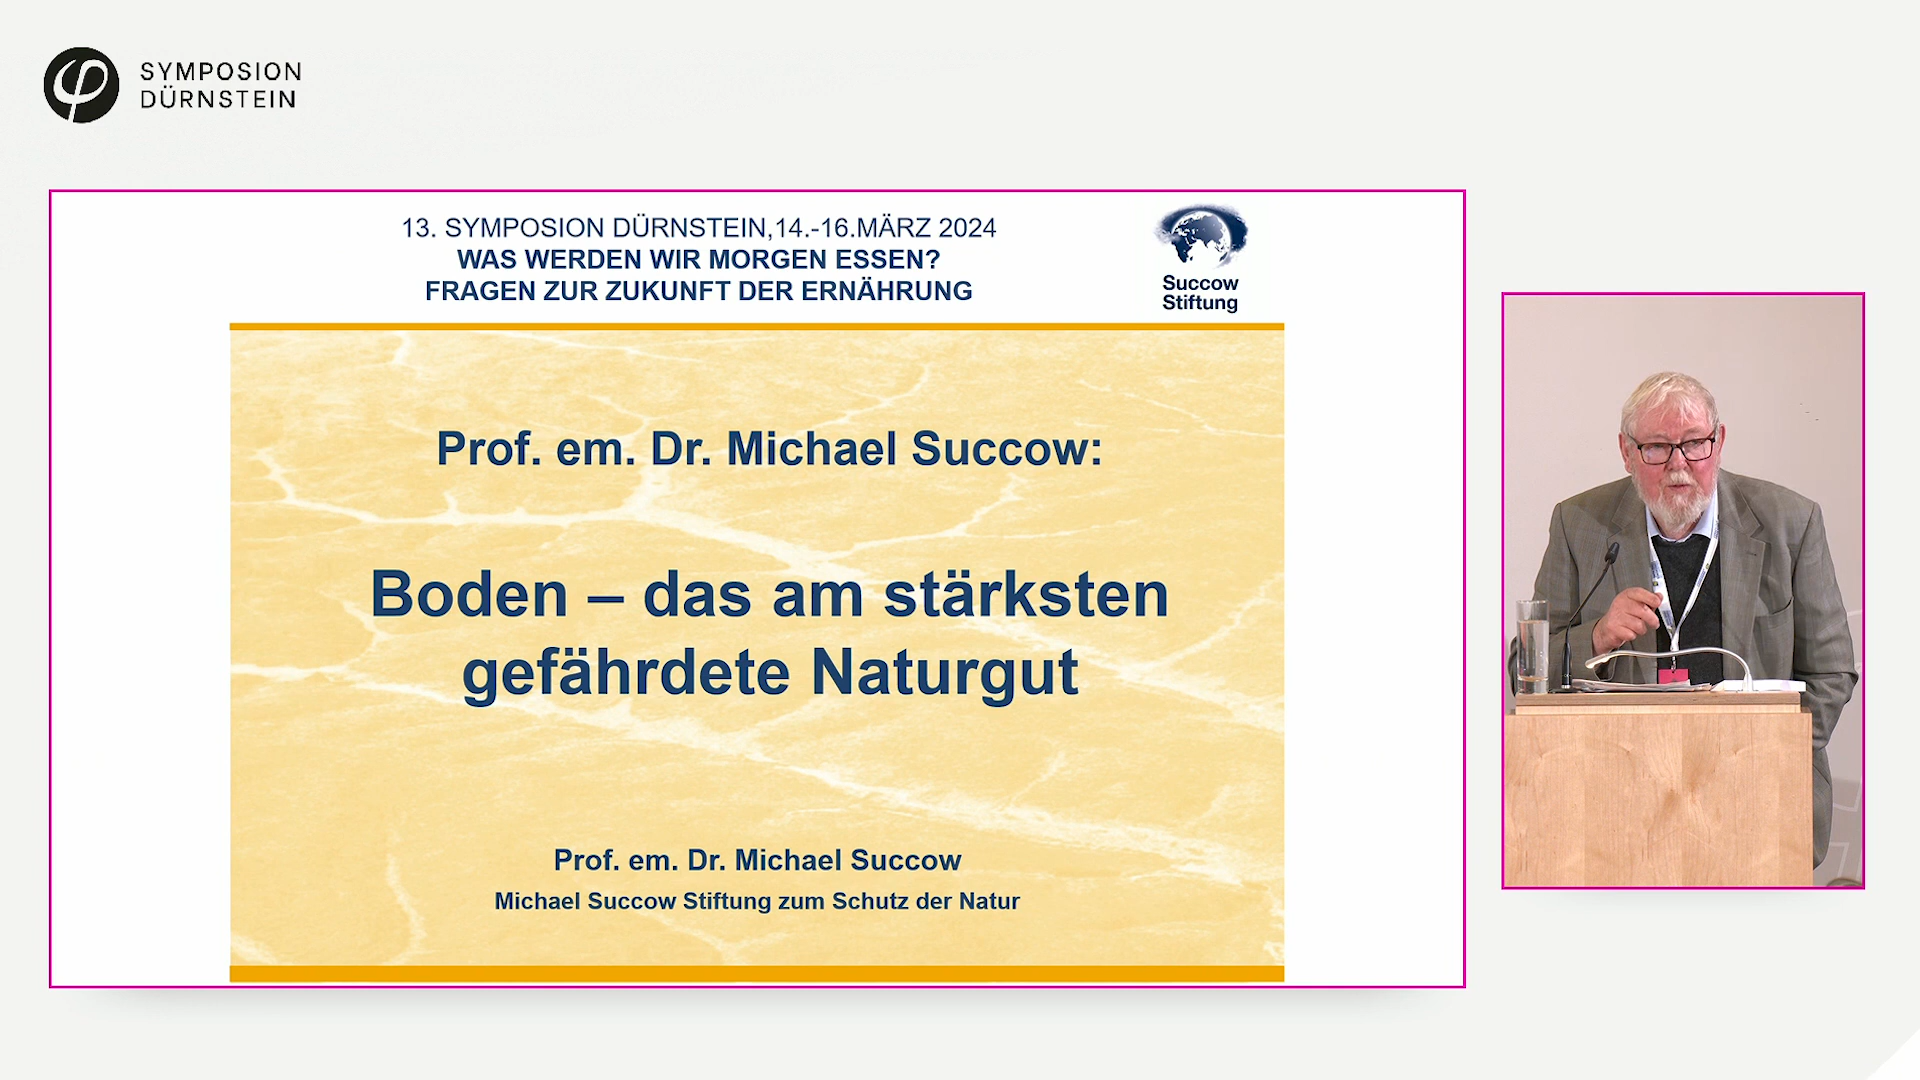 SYMPOSION
DÜRNSTEIN
13. SYMPOSION DÜRNSTEIN,14.-16.MÄRZ 2024
WAS WERDEN WIR MORGEN ESSEN?
FRAGEN ZUR ZUKUNFT DER ERNÄHRUNG
Succow
Stiftung
Prof. em. Dr. Michael Succow:
Boden – das am stärksten
gefährdete Naturgut
Prof. em. Dr. Michael Succow
Michael Succow Stiftung zum Schutz der Natur